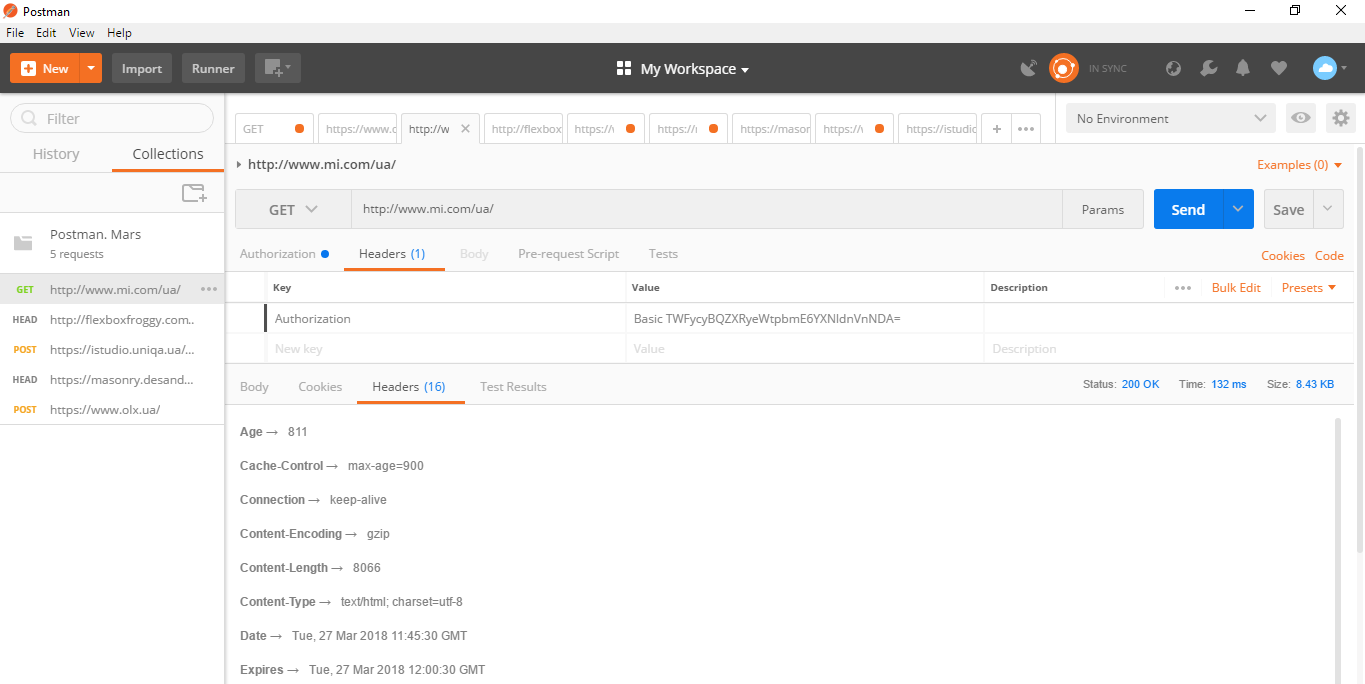 Postman
File Edit View Help
New Import Runner My Workspace IN SYNC
Filter
History Collections
Postman. Mars
5 requests
GET http://www.mi.com/ua/
HEAD http://flexboxfroggy.com..
POST https://istudio.uniqa.ua/...
HEAD https://masonry.desand...
POST https://www.olx.ua/
GET https://www.c http://w http://flexbox https:// https:// https://mason https:// https://istudic
No Environment
http://www.mi.com/ua/ Examples (0)
GET http://www.mi.com/ua/ Params Send Save
Authorization Headers (1) Body Pre-request Script Tests Cookies Code
Key Value Description Bulk Edit Presets
Authorization Basic TWFycyBQZXRyeWtpbmE6YXNldnVnNDA=
New key Value Description
Body Cookies Headers (16) Test Results Status: 200 OK Time: 132 ms Size: 8.43 KB
Age → 811
Cache-Control → max-age=900
Connection → keep-alive
Content-Encoding → gzip
Content-Length → 8066
Content-Type → text/html; charset=utf-8
Date → Tue, 27 Mar 2018 11:45:30 GMT
Expires → Tue, 27 Mar 2018 12:00:30 GMT